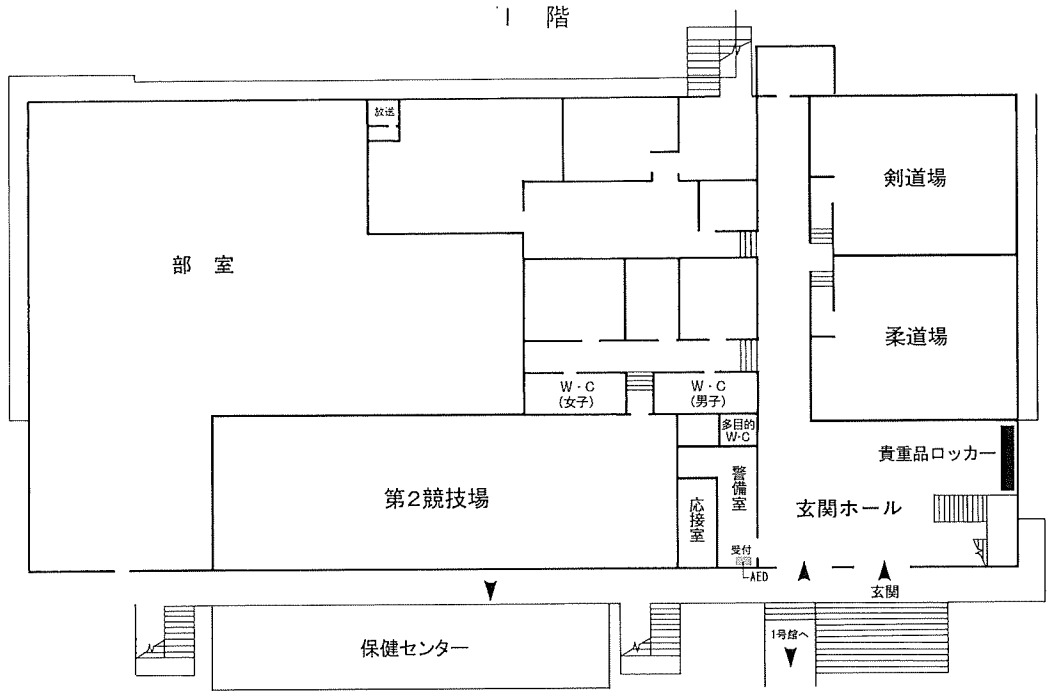 1 階
放送
剣道場
部 室
柔道場
W・C
(女子)
W・C
(男子)
多目的
W・C
貴重品ロッカー
警備室
第2競技場
応接室
玄関ホール
受付
AED
玄関
1号館へ
保健センター